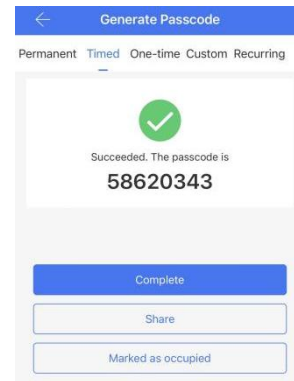 Generate Passcode
Permanent Timed One-time Custom Recurring
Succeeded. The passcode is
58620343
Complete
Share
Marked as occupied